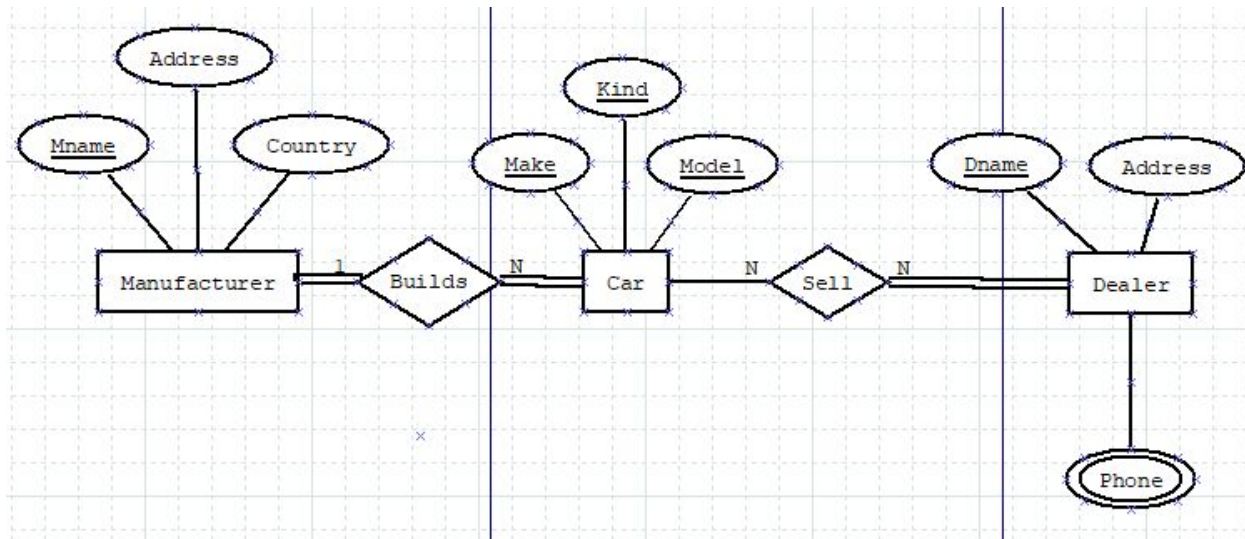 Address
Kind
Mname
Country
Make
Model
Dname
Address
Manufacturer
1
Builds
N
Car
N
Sell
N
Dealer
Phone